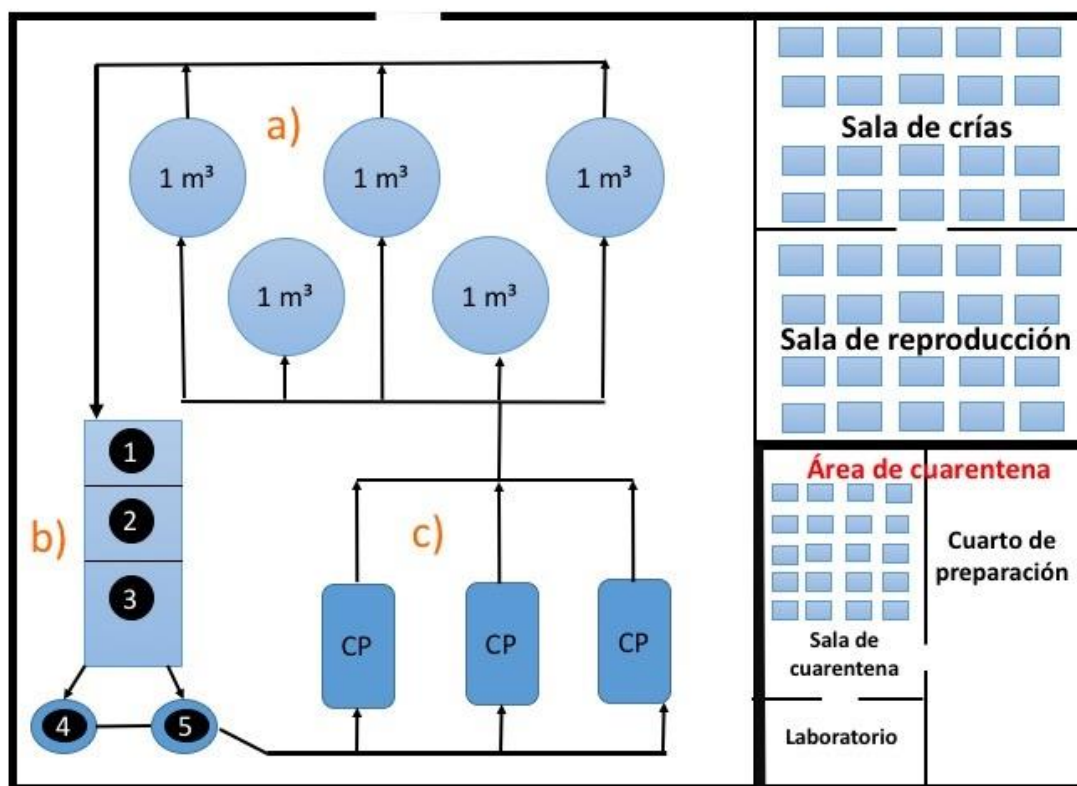 a)
1 m³
1 m³
1 m³
1 m³
1 m³
Sala de crías
Sala de reproducción
b)
1
2
3
4
5
c)
CP
CP
CP
Área de cuarentena
Cuarto de
preparación
Sala de
cuarentena
Laboratorio